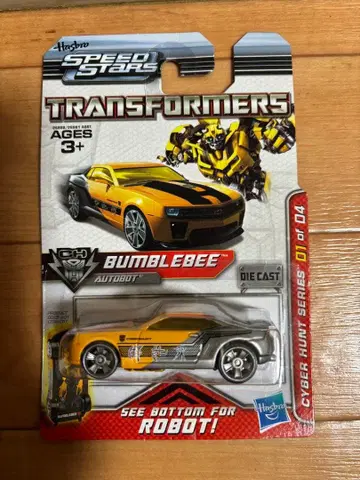 Hasbro
SPEED
STARS
TRANSFORMERS
AGES
3+
BUMBLEBEE™
AUTOBOT®
DIE CAST
CYBER HUNT SERIES 01 of 04
SEE BOTTOM FOR
ROBOT!
Hasbro